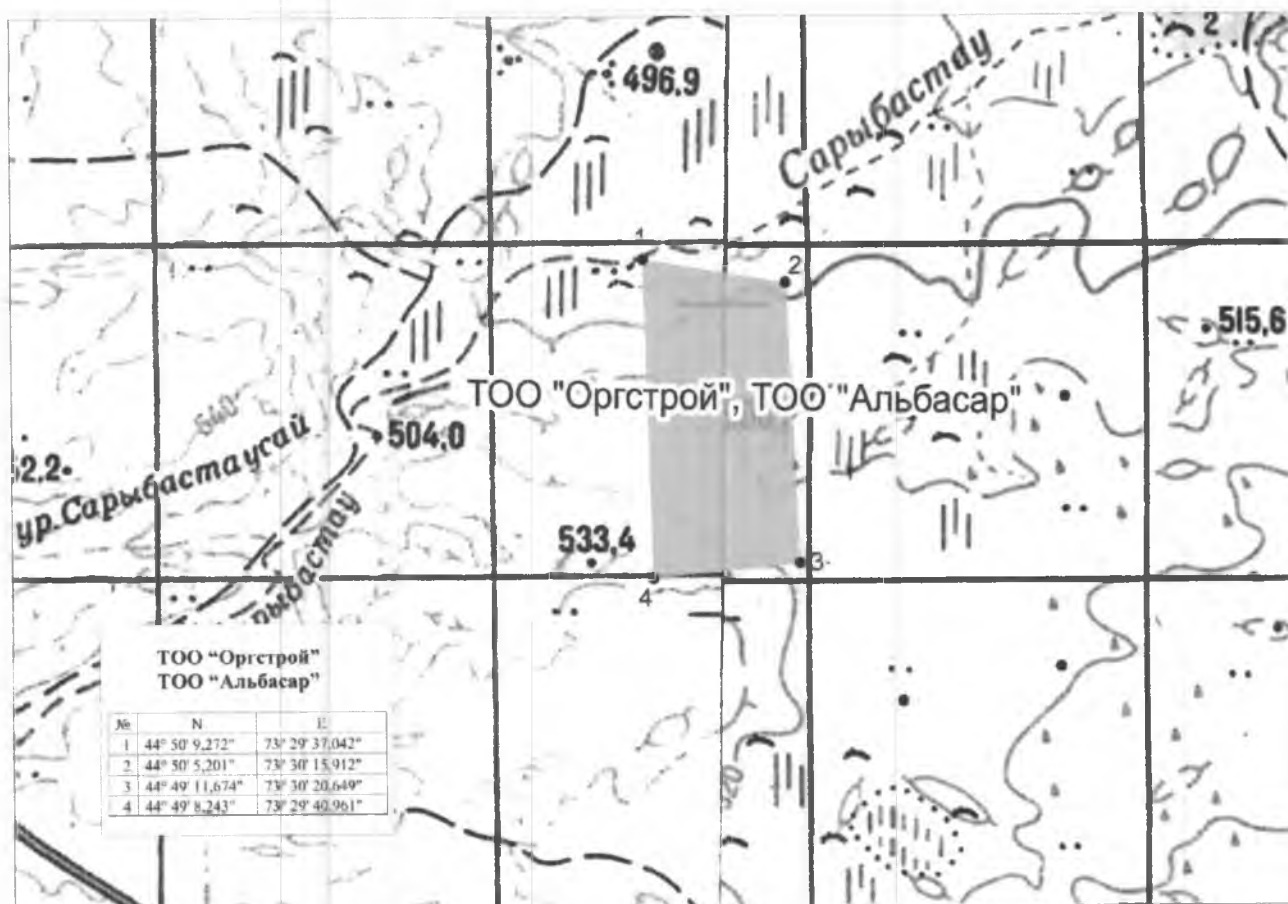 2
496.9
Сарыбастау
1
2
515,6
540
ТОО "Оргстрой", ТОО "Альбасар"
504,0
ур.Сарыбастаусай
533,4
3
4
520
ТОО “Оргстрой”
ТОО “Альбасар”
№ N E
1 44° 50' 9,272" 73° 29' 37,042"
2 44° 50' 5,201" 73° 30' 15,912"
3 44° 49' 11,674" 73° 30' 20,649"
4 44° 49' 8,243" 73° 29' 40,961"